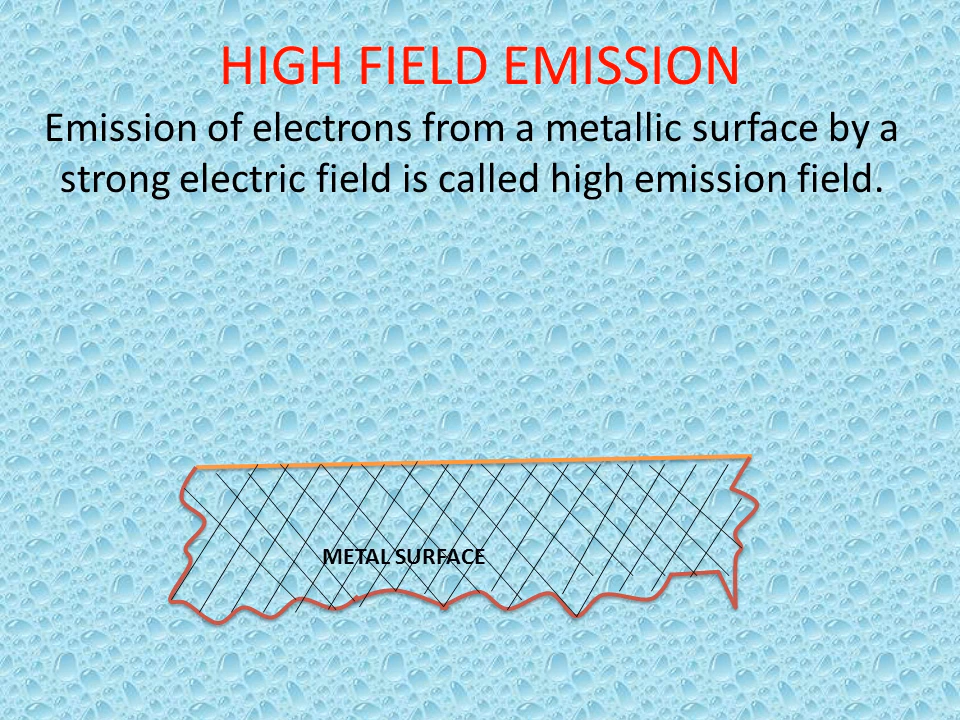 HIGH FIELD EMISSION
Emission of electrons from a metallic surface by a
strong electric field is called high emission field.
METAL SURFACE